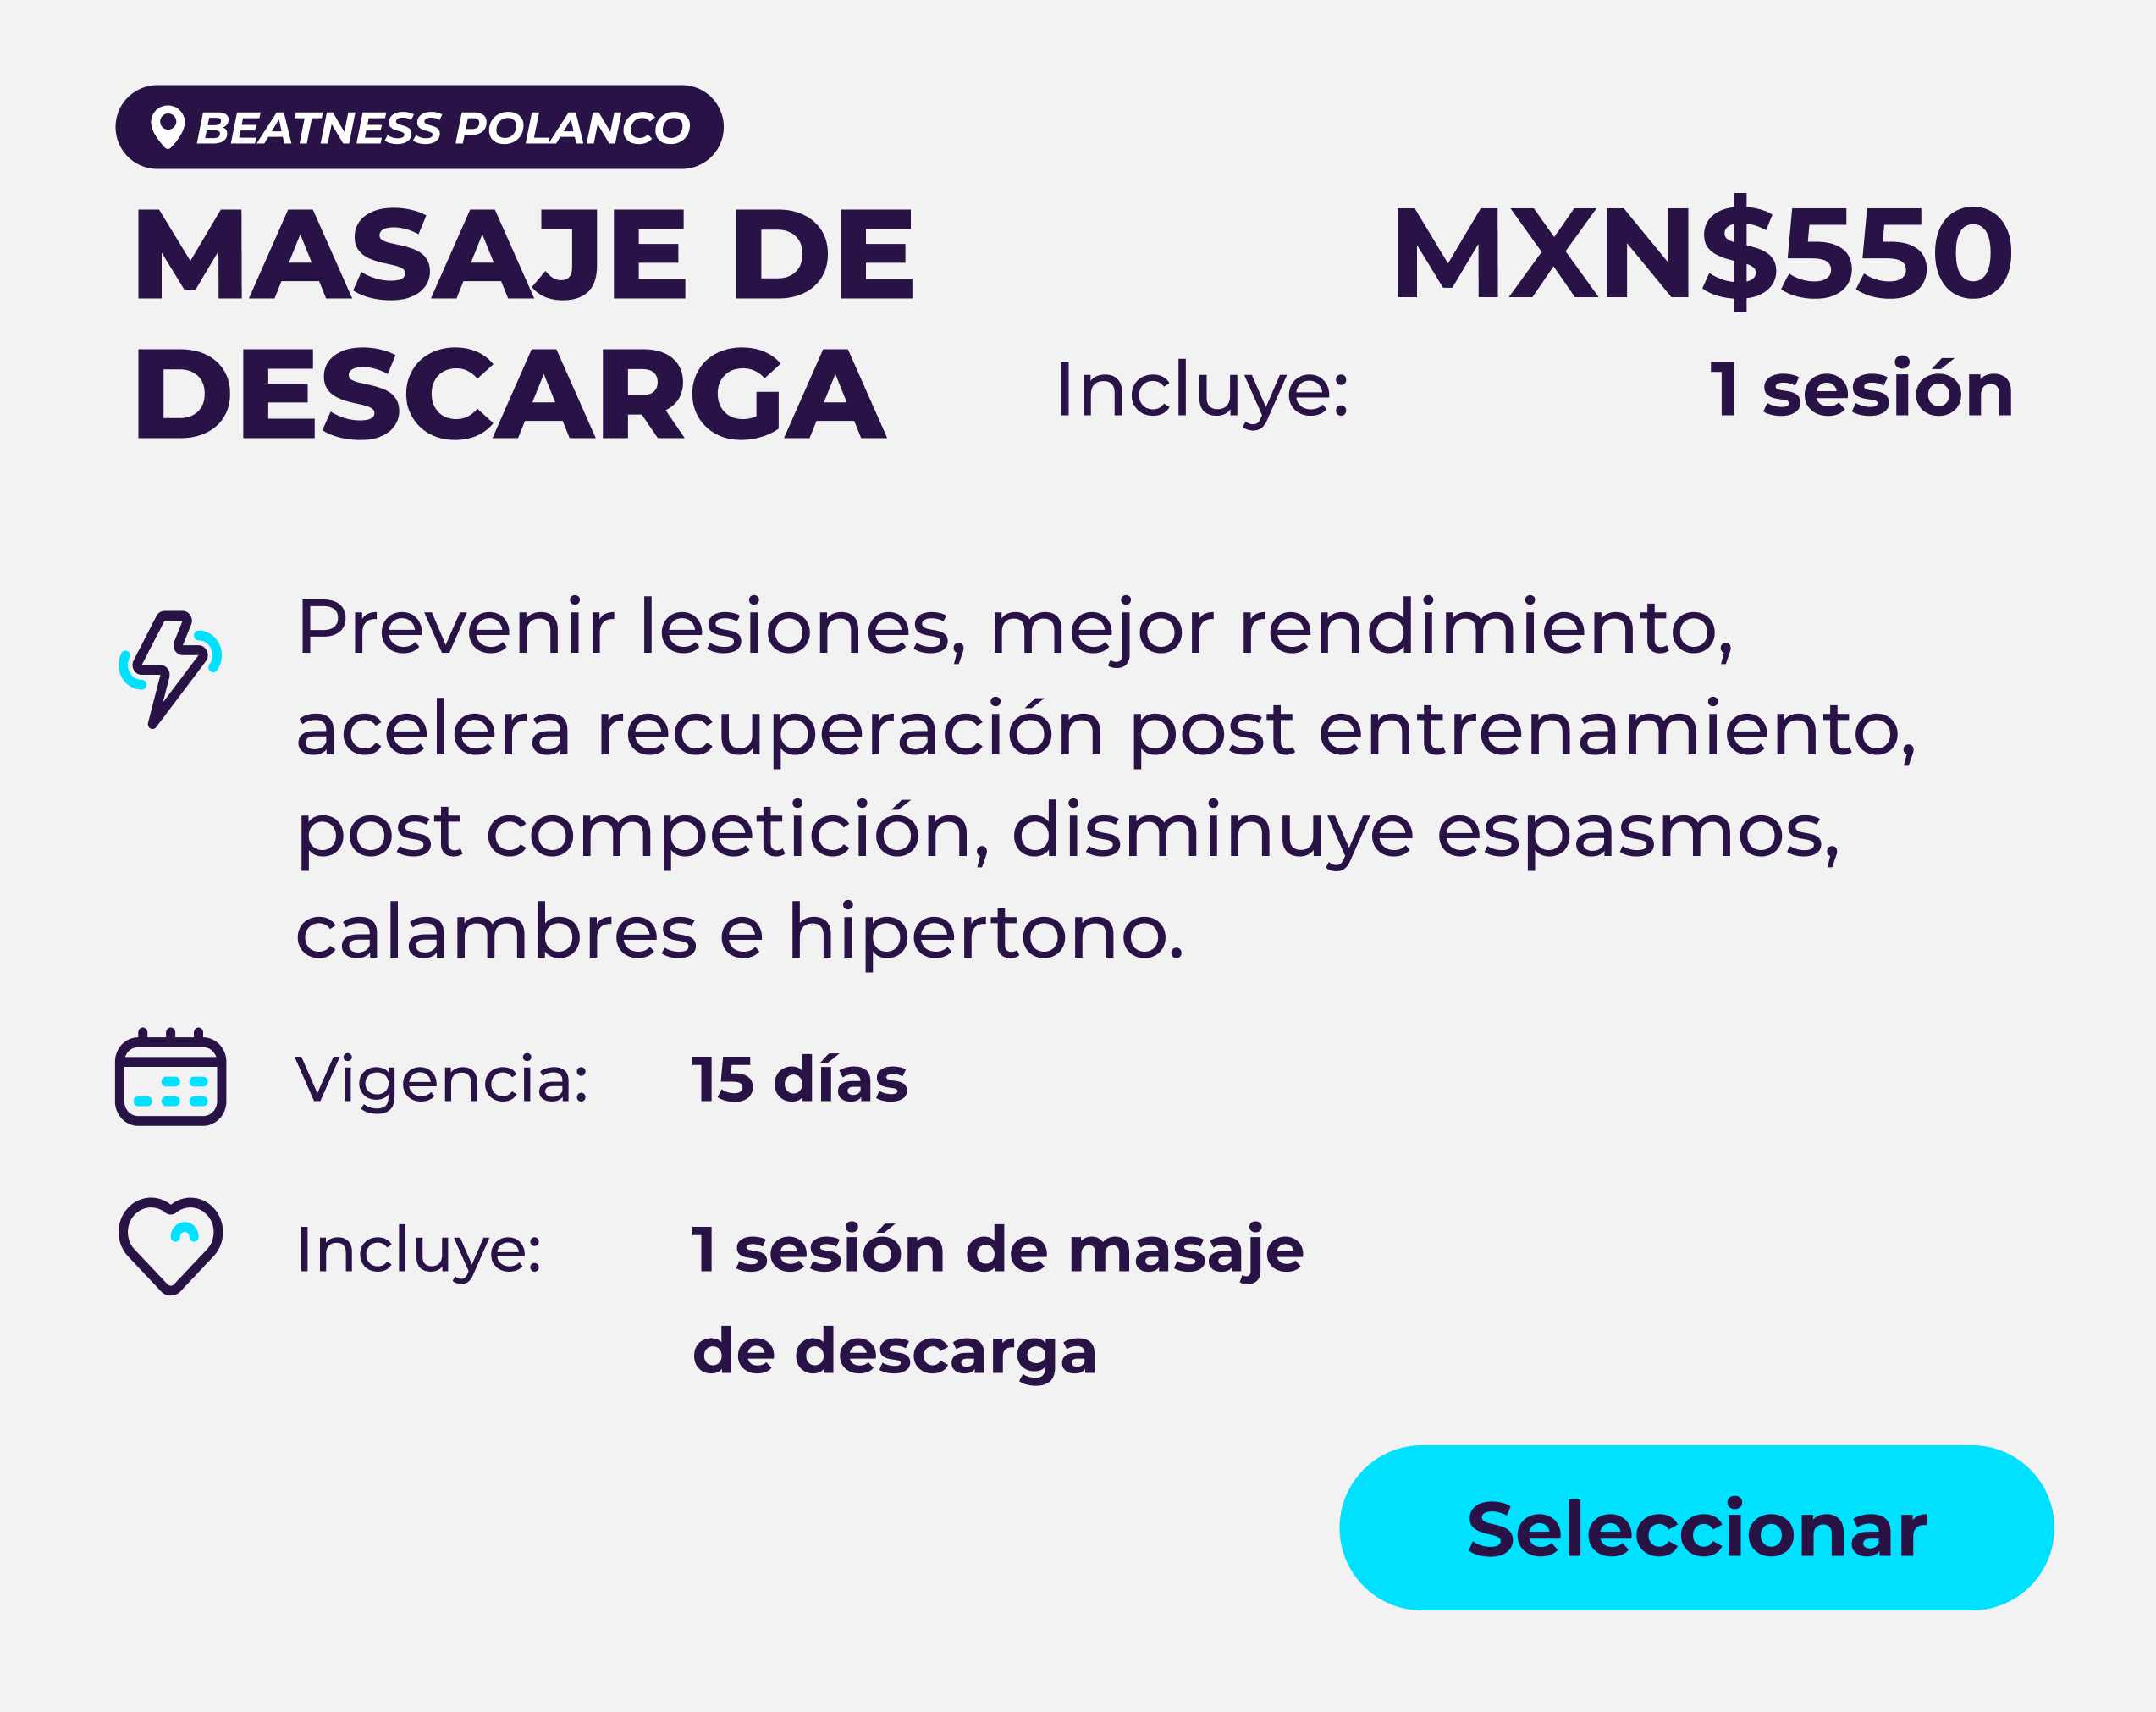 BEATNESS POLANCO
MASAJE DE
DESCARGA
MXN$550
Incluye: 1 sesión
Prevenir lesiones, mejor rendimiento,
acelera recuperación post entrenamiento,
post competición, disminuye espasmos,
calambres e hipertono.
Vigencia: 15 días
Incluye: 1 sesión de masaje
de descarga
Seleccionar